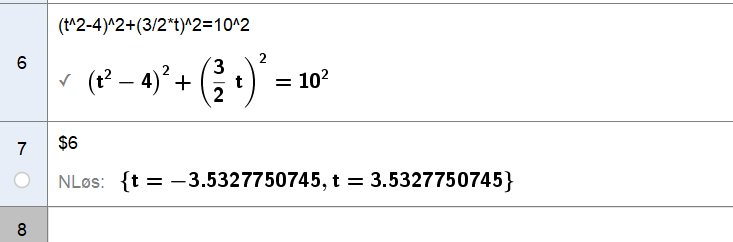 (t^2-4)^2+(3/2*t)^2=10^2
6
✓ (t² – 4)² + (3/2 t)² = 10²
7 $6
NLøs: {t = −3.5327750745, t = 3.5327750745}
8